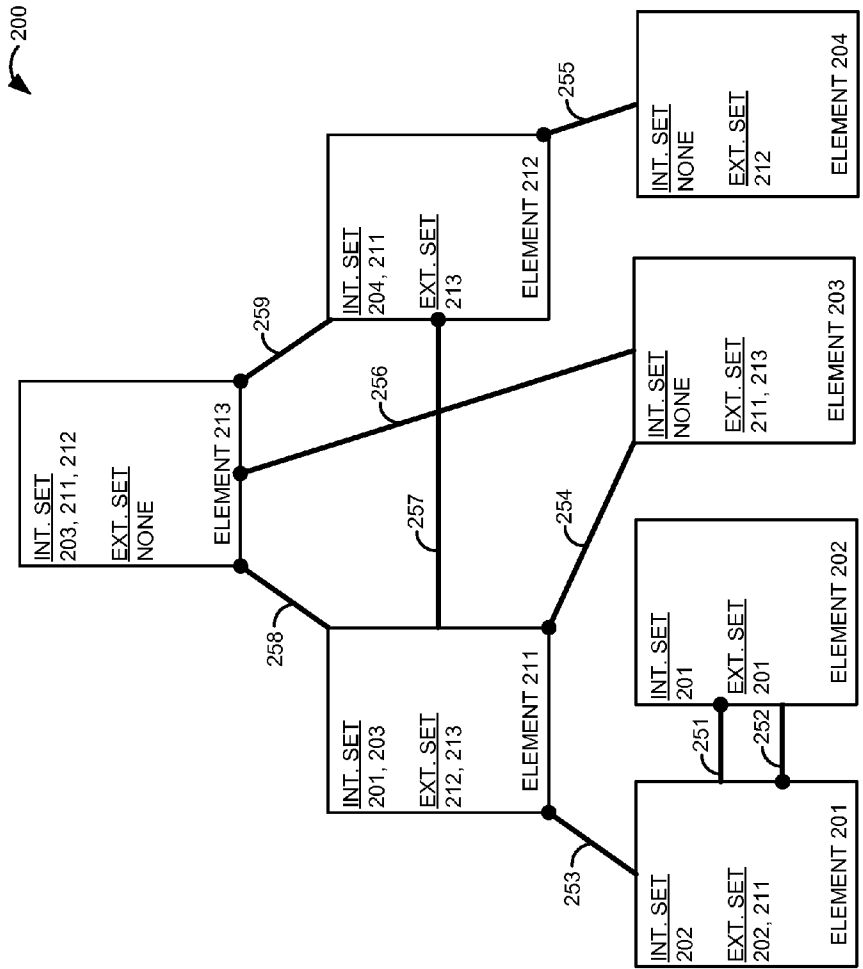 200
INT. SET
203, 211, 212
EXT. SET
NONE
ELEMENT 213
258
259
256
257
INT. SET
201, 203
EXT. SET
212, 213
ELEMENT 211
INT. SET
204, 211
EXT. SET
213
ELEMENT 212
253
254
255
INT. SET
202
EXT. SET
202, 211
ELEMENT 201
251
252
INT. SET
201
EXT. SET
201
ELEMENT 202
INT. SET
NONE
EXT. SET
211, 213
ELEMENT 203
INT. SET
NONE
EXT. SET
212
ELEMENT 204